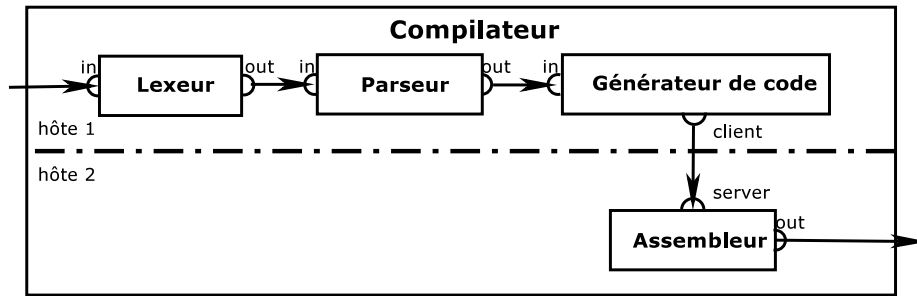 Compilateur
in
Lexeur
out
in
Parseur
out
in
Générateur de code
hôte 1
client
hôte 2
server
Assembleur
out